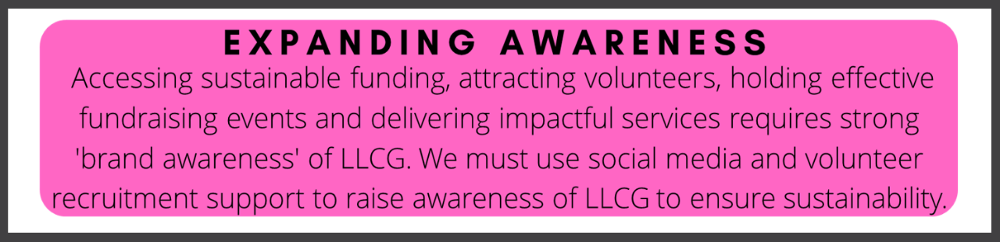 EXPANDING AWARENESS
Accessing sustainable funding, attracting volunteers, holding effective
fundraising events and delivering impactful services requires strong
'brand awareness' of LLCG. We must use social media and volunteer
recruitment support to raise awareness of LLCG to ensure sustainability.